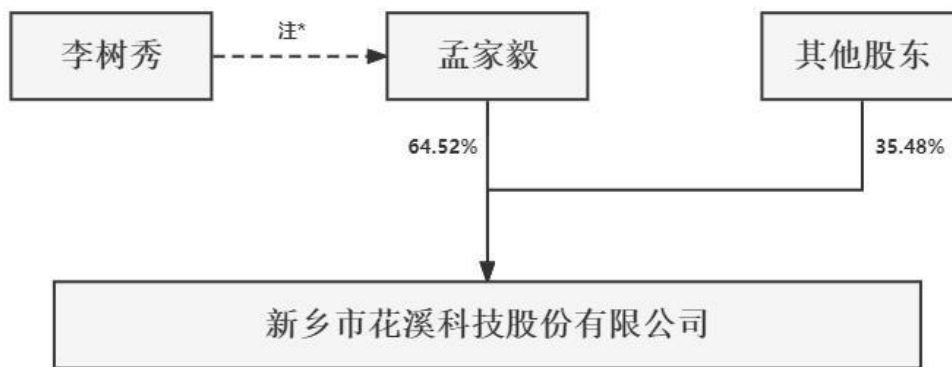 李树秀
注*
孟家毅
其他股东
64.52%
35.48%
新乡市花溪科技股份有限公司